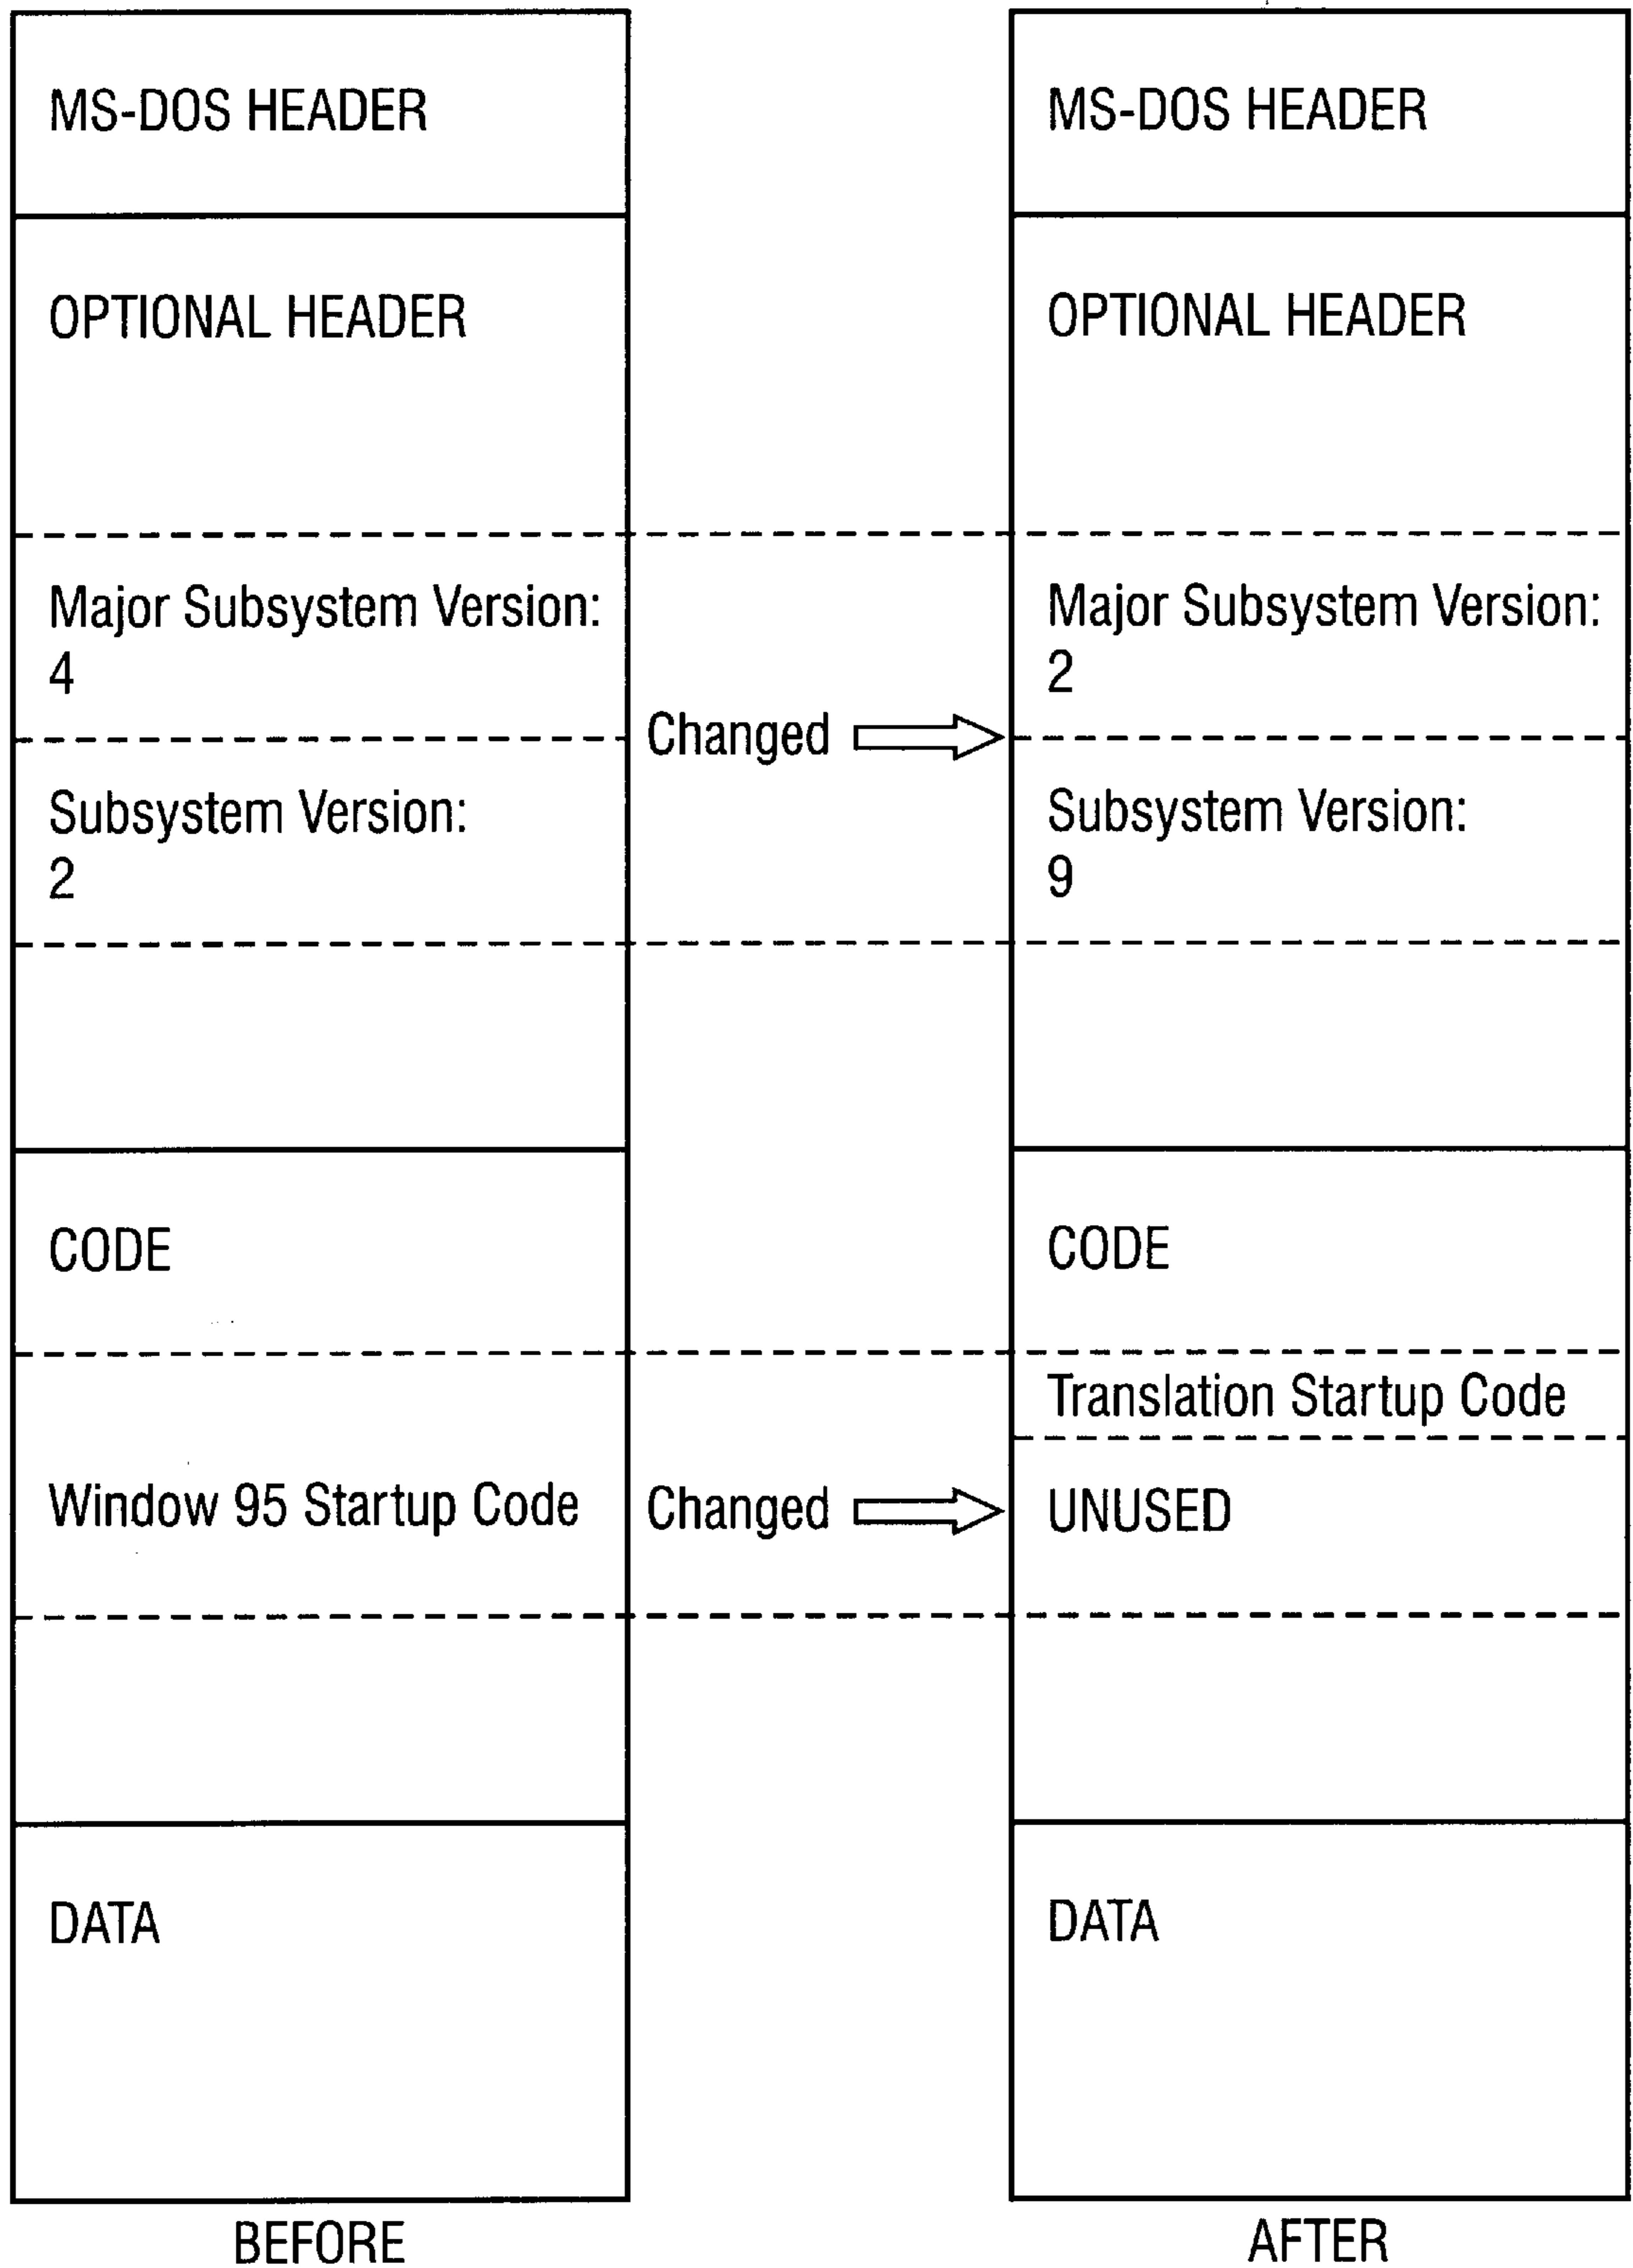 MS-DOS HEADER
OPTIONAL HEADER
Major Subsystem Version:
4
Subsystem Version:
2
CODE
Window 95 Startup Code
DATA
BEFORE
Changed
Changed
MS-DOS HEADER
OPTIONAL HEADER
Major Subsystem Version:
2
Subsystem Version:
9
CODE
Translation Startup Code
UNUSED
DATA
AFTER